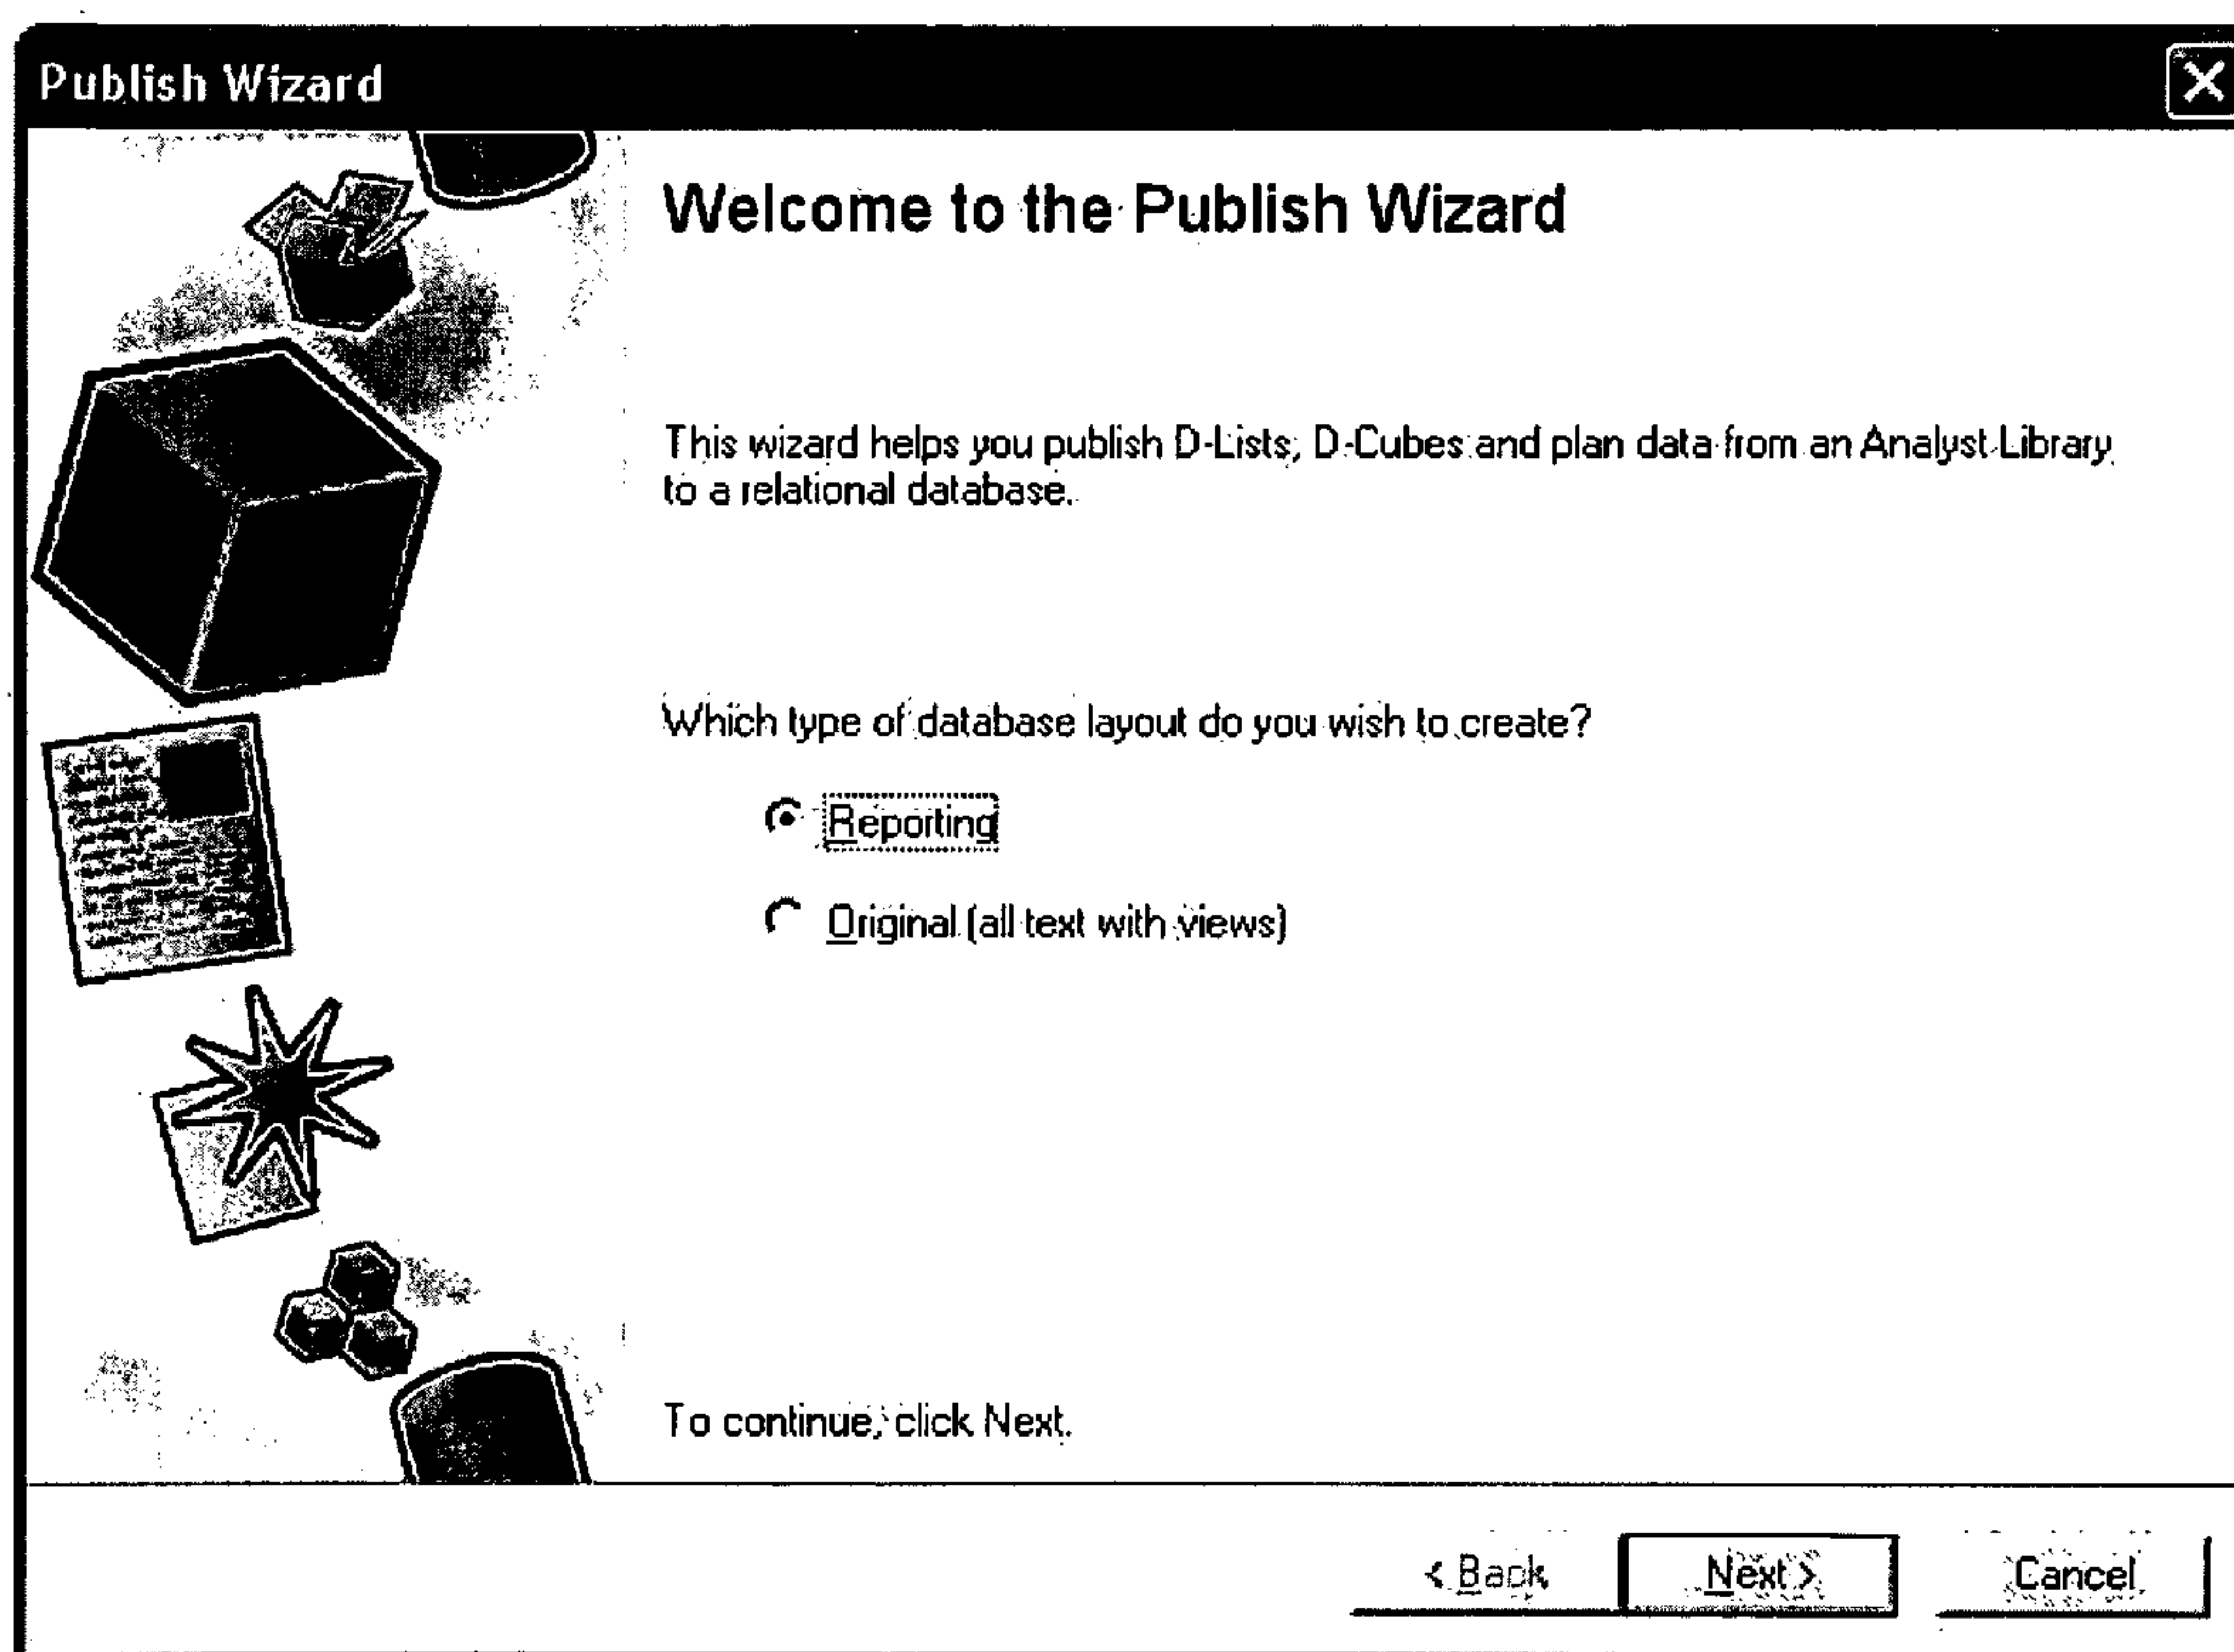 Publish Wizard
Welcome to the Publish Wizard
This wizard helps you publish D-Lists, D-Cubes and plan data from an Analyst Library
to a relational database.
Which type of database layout do you wish to create?
Reporting
Original (all text with views)
To continue, click Next.
< Back Next > Cancel